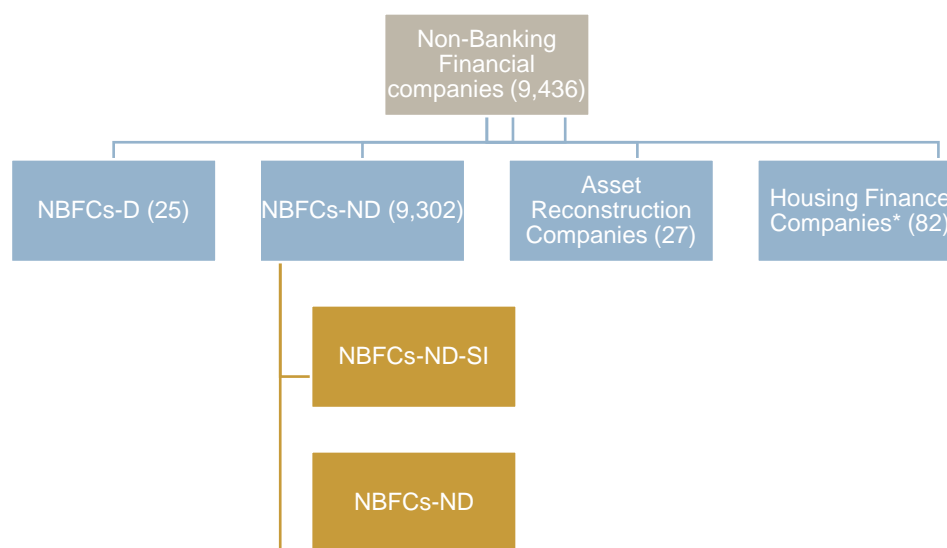 Non-Banking
Financial
companies (9,436)
NBFCs-D (25)
NBFCs-ND (9,302)
Asset
Reconstruction
Companies (27)
Housing Finance
Companies* (82)
NBFCs-ND-SI
NBFCs-ND